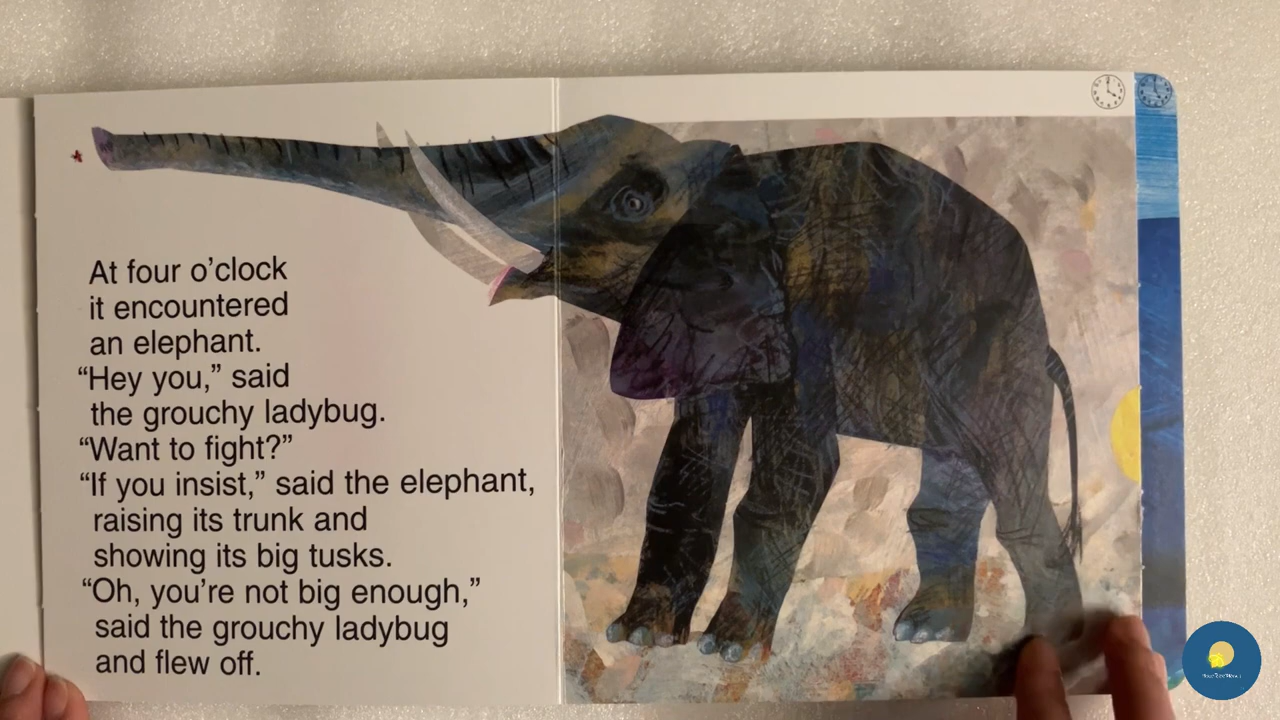 At four o’clock
it encountered
an elephant.
“Hey you,” said
the grouchy ladybug.
“Want to fight?”
“If you insist,” said the elephant,
raising its trunk and
showing its big tusks.
“Oh, you’re not big enough,”
said the grouchy ladybug
and flew off.